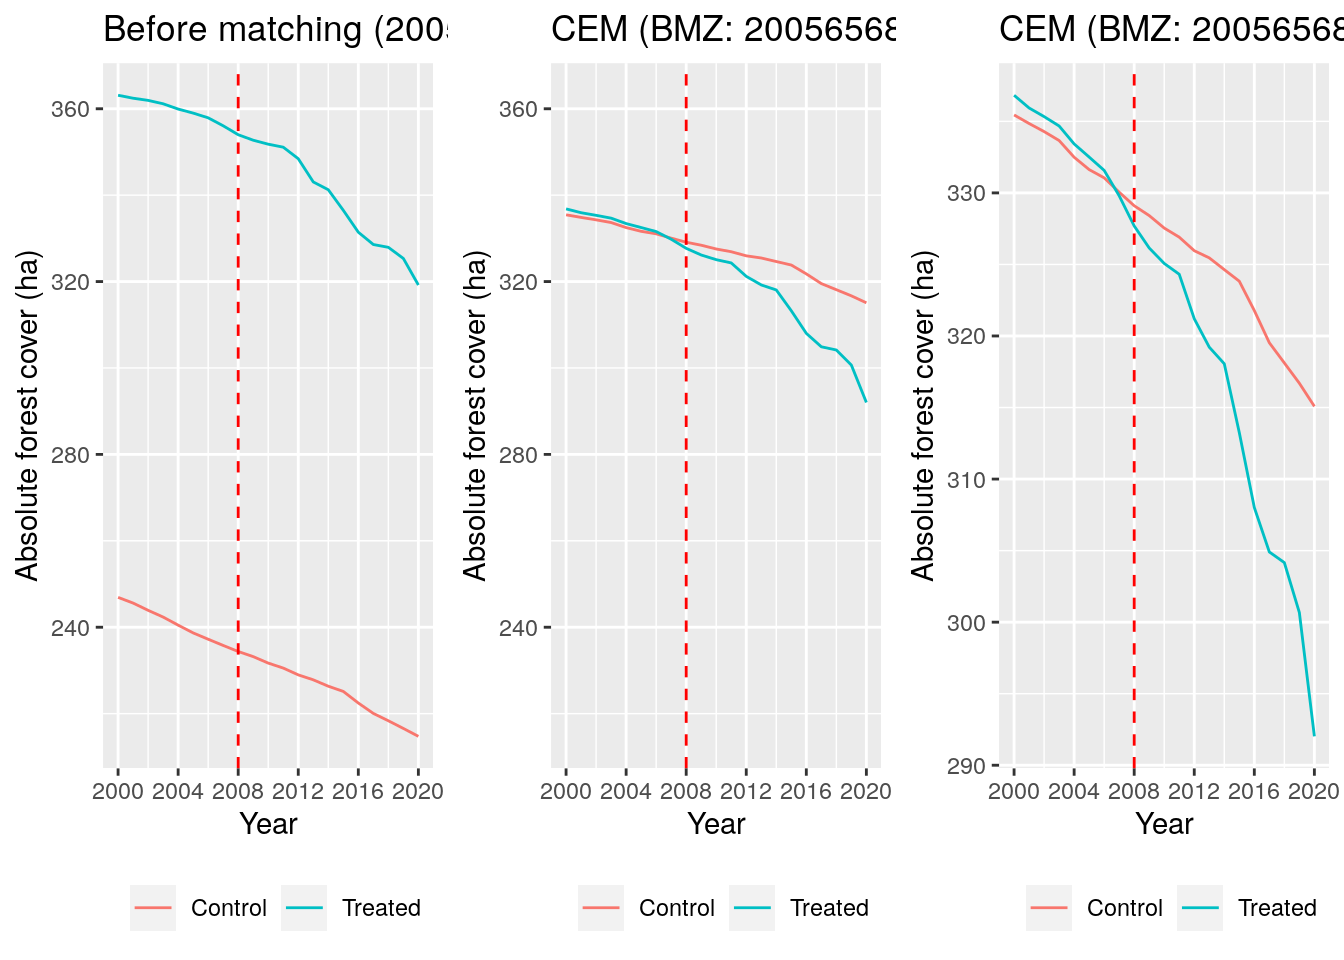 Before matching (2005
360
320
280
240
Absolute forest cover (ha)
2000 2004 2008 2012 2016 2020
Year
Control Treated
CEM (BMZ: 20056568
360
320
280
240
Absolute forest cover (ha)
2000 2004 2008 2012 2016 2020
Year
Control Treated
CEM (BMZ: 20056568
330
320
310
300
290
Absolute forest cover (ha)
2000 2004 2008 2012 2016 2020
Year
Control Treated